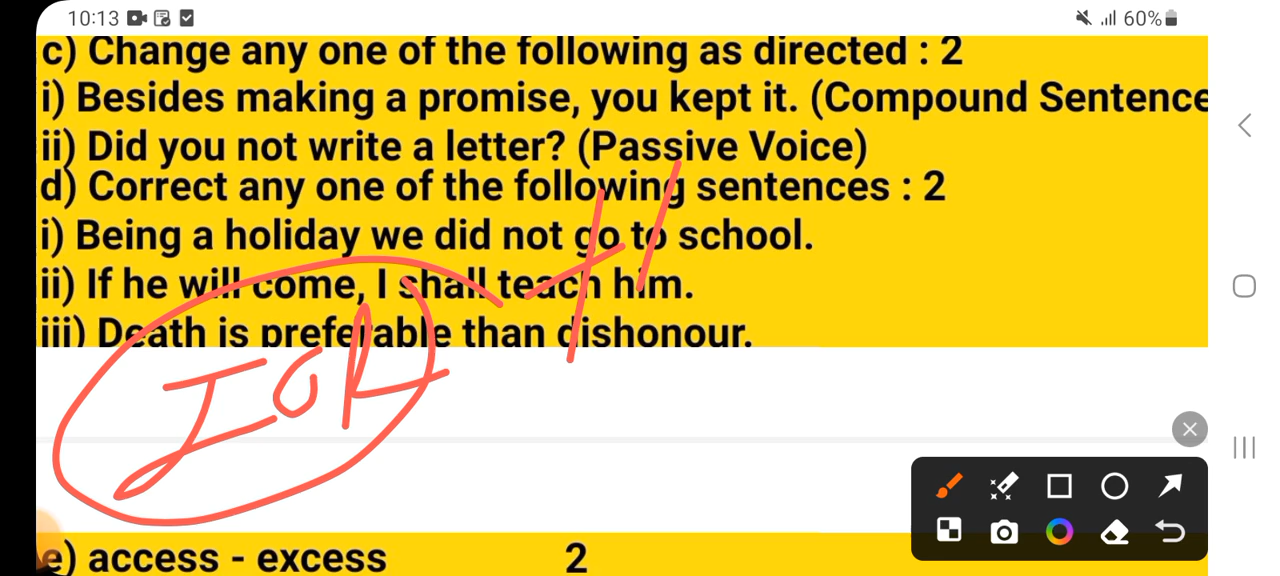 10:13 60%
c) Change any one of the following as directed : 2
i) Besides making a promise, you kept it. (Compound Sentence
ii) Did you not write a letter? (Passive Voice)
d) Correct any one of the following sentences : 2
i) Being a holiday we did not go to school.
ii) If he will come, I shall teach him.
iii) Death is preferable than dishonour.
e) access - excess 2